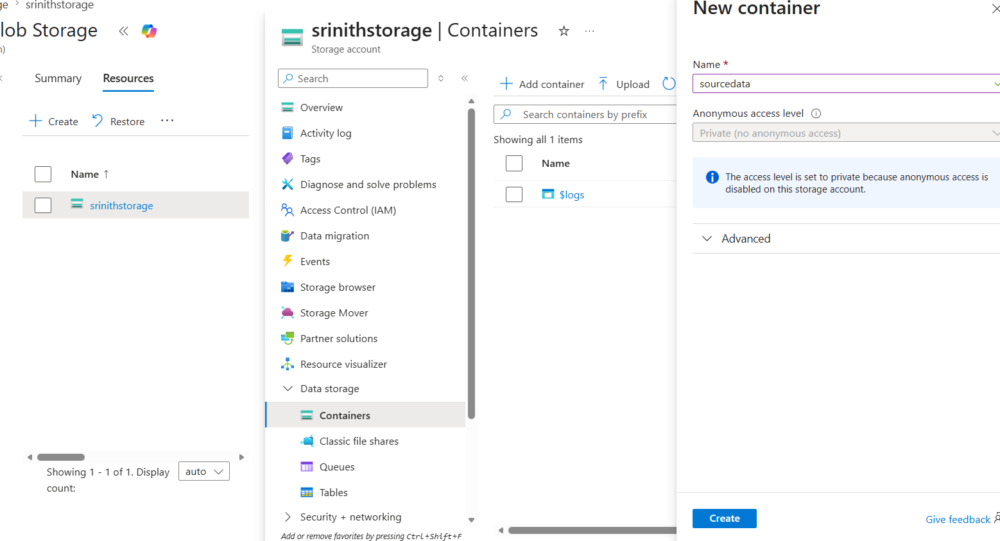 ge > srinithstorage
lob Storage
n)
Summary
Resources
Create
Restore
Name ↑
srinithstorage
Showing 1 - 1 of 1. Display count:
auto
srinithstorage | Containers
Storage account
Search
Overview
Activity log
Tags
Diagnose and solve problems
Access Control (IAM)
Data migration
Events
Storage browser
Storage Mover
Partner solutions
Resource visualizer
Data storage
Containers
Classic file shares
Queues
Tables
Security + networking
Add or remove favorites by pressing Ctrl+Shift+F
Add container
Upload
Search containers by prefix
Showing all 1 items
Name
$logs
New container
Name *
sourcedata
Anonymous access level
Private (no anonymous access)
The access level is set to private because anonymous access is
disabled on this storage account.
Advanced
Create
Give feedback